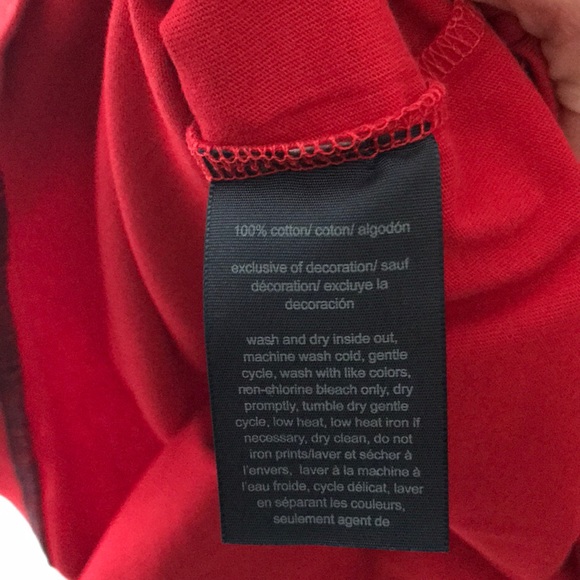 100% cotton/ coton/ algodón
exclusive of decoration/ sauf
décoration/ excluye la
decoración
wash and dry inside out,
machine wash cold, gentle
cycle, wash with like colors,
non-chlorine bleach only, dry
promptly, tumble dry gentle
cycle, low heat, low heat iron if
necessary, dry clean, do not
iron prints/laver et sécher à
l'envers, laver à la machine à
l'eau froide, cycle délicat, laver
en séparant les couleurs,
seulement agent de